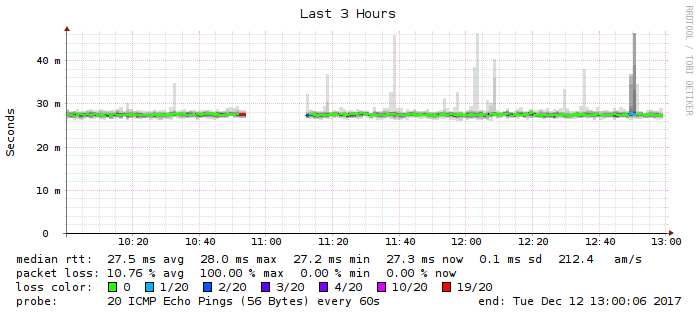 Last 3 Hours
RRDTOOL / TOBI OETIKER
Seconds
40 m
30 m
20 m
10 m
0
10:20 10:40 11:00 11:20 11:40 12:00 12:20 12:40 13:00
median rtt: 27.5 ms avg 28.0 ms max 27.2 ms min 27.3 ms now 0.1 ms sd 212.4 am/s
packet loss: 10.76 % avg 100.00 % max 0.00 % min 0.00 % now
loss color: 0 1/20 2/20 3/20 4/20 10/20 19/20
probe: 20 ICMP Echo Pings (56 Bytes) every 60s end: Tue Dec 12 13:00:06 2017